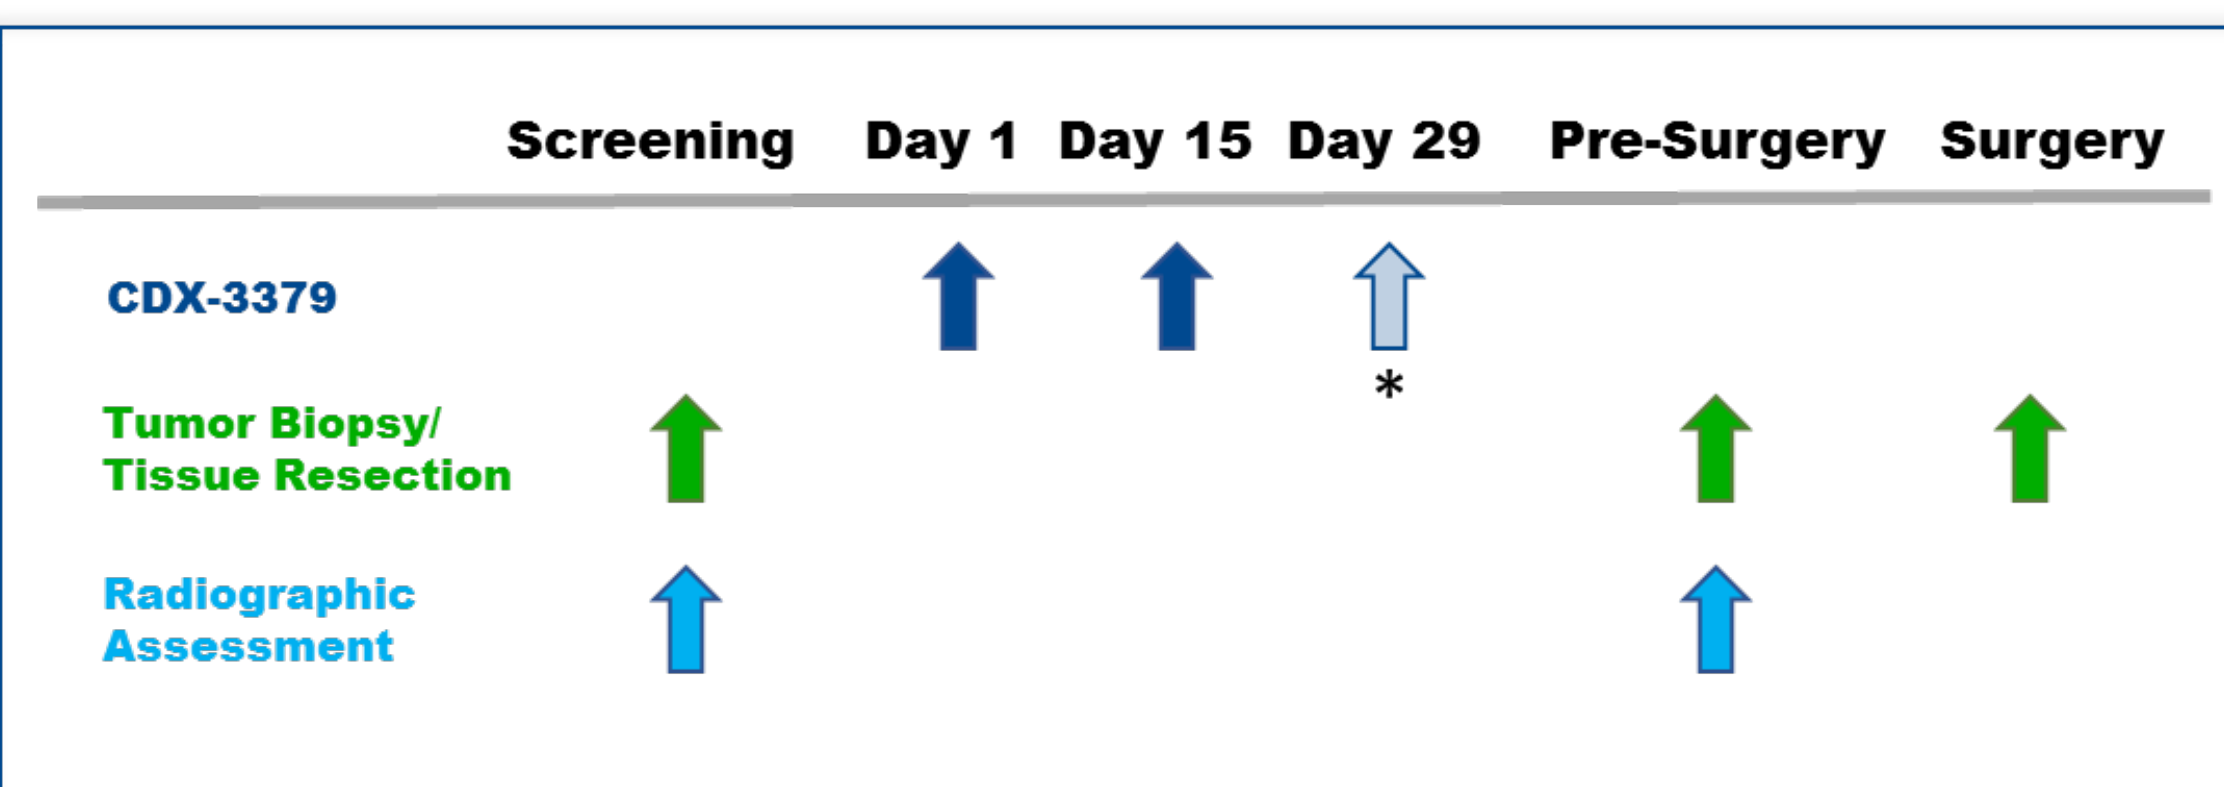 Screening Day 1 Day 15 Day 29 Pre-Surgery Surgery
CDX-3379
*
Tumor Biopsy/
Tissue Resection
Radiographic
Assessment